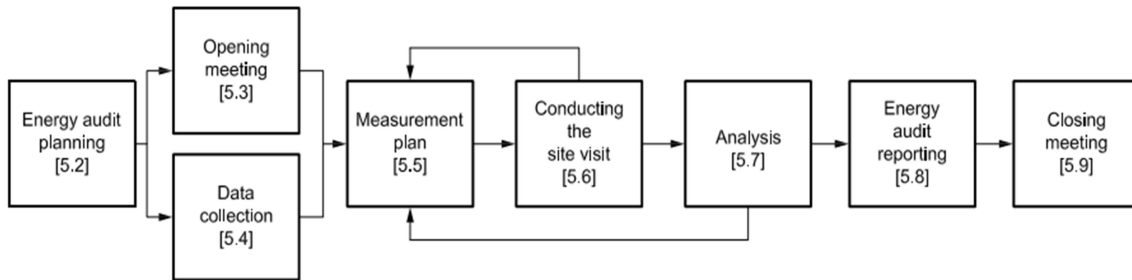 Energy audit
planning
[5.2]
Opening
meeting
[5.3]
Data
collection
[5.4]
Measurement
plan
[5.5]
Conducting
the
site visit
[5.6]
Analysis
[5.7]
Energy
audit
reporting
[5.8]
Closing
meeting
[5.9]